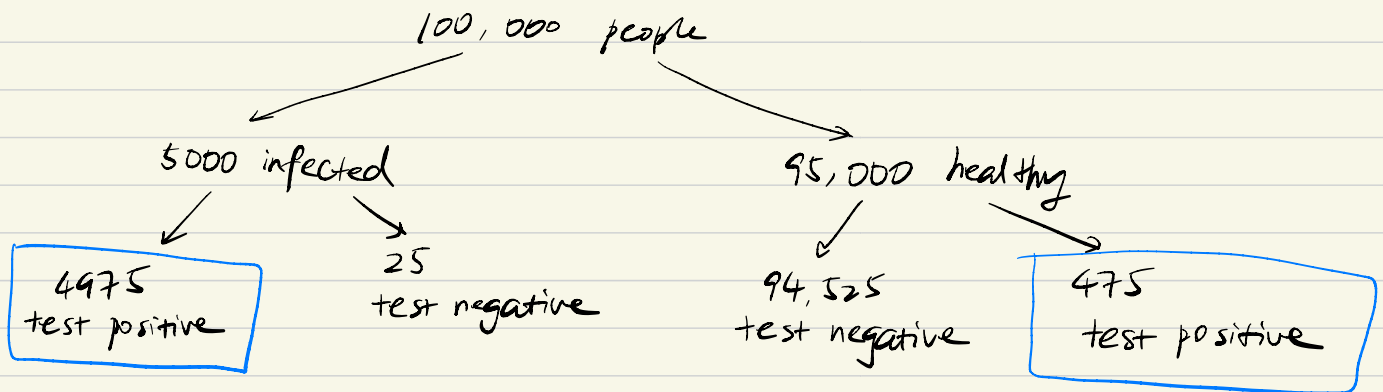 100,000 people
5000 infected
95,000 healthy
4975
test positive
25
test negative
94,525
test negative
475
test positive